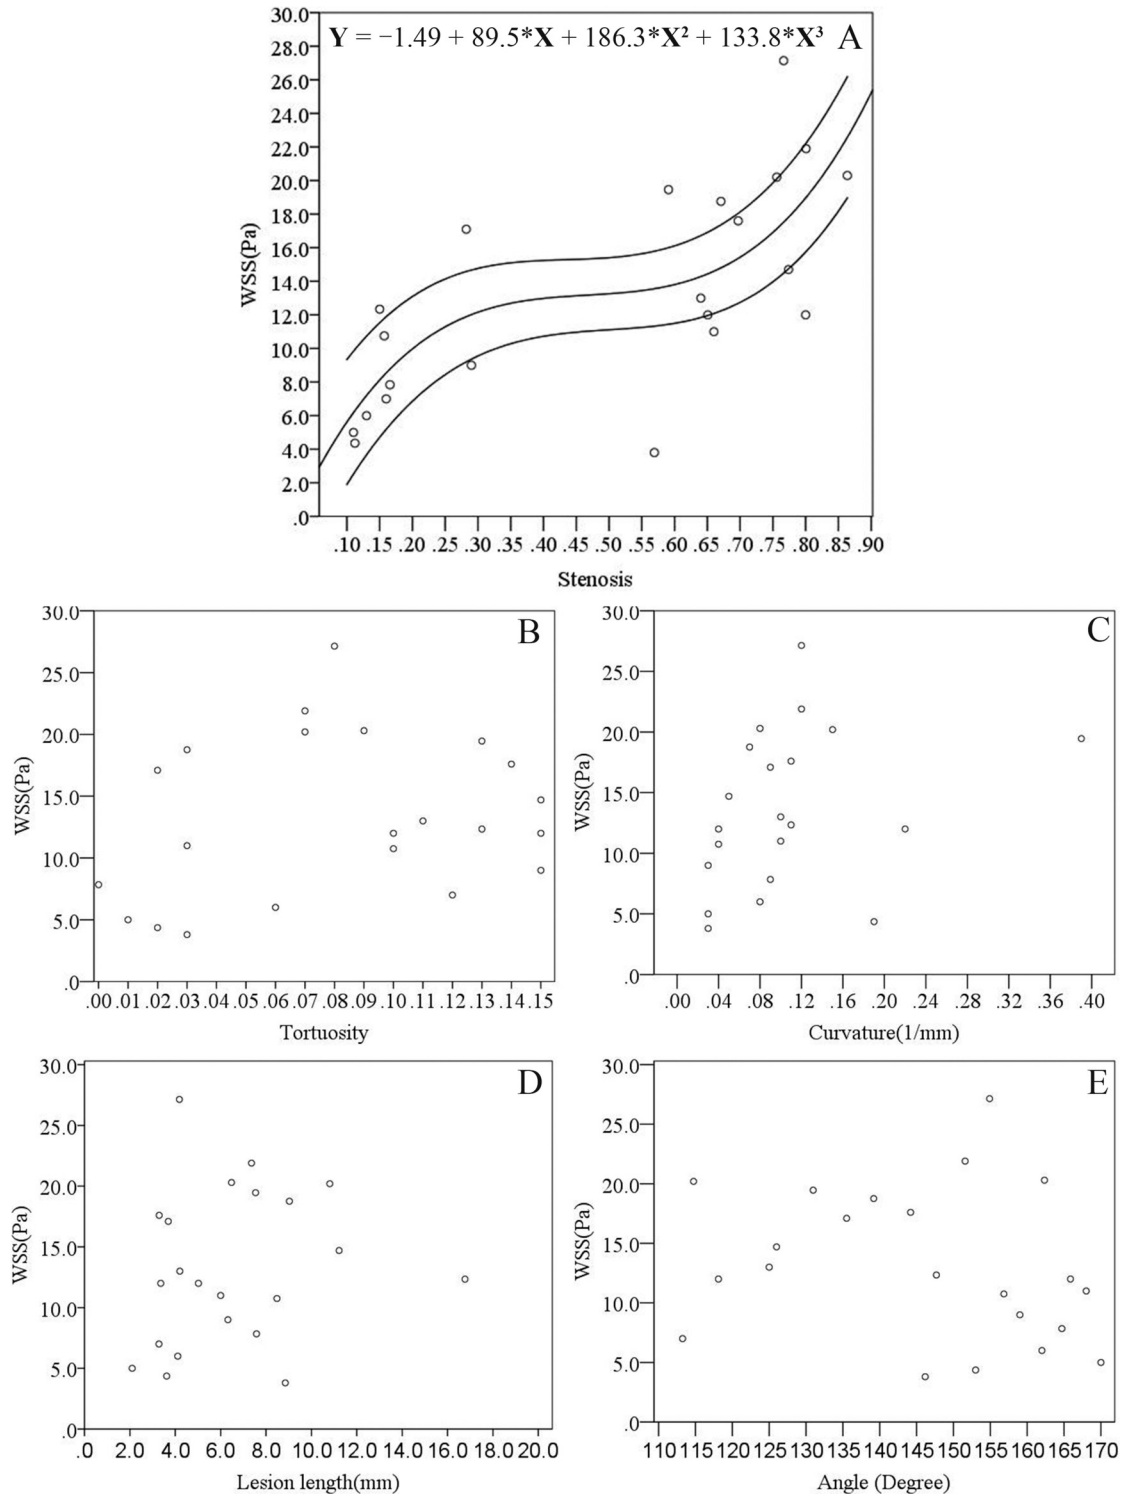 Y = −1.49 + 89.5*X + 186.3*X² + 133.8*X³ A
30.0
28.0
26.0
24.0
22.0
20.0
18.0
16.0
14.0
12.0
10.0
8.0
6.0
4.0
2.0
.0
WSS(Pa)
.10 .15 .20 .25 .30 .35 .40 .45 .50 .55 .60 .65 .70 .75 .80 .85 .90
Stenosis
B
30.0
25.0
20.0
15.0
10.0
5.0
.0
WSS(Pa)
.00 .01 .02 .03 .04 .05 .06 .07 .08 .09 .10 .11 .12 .13 .14 .15
Tortuosity
C
30.0
25.0
20.0
15.0
10.0
5.0
.0
WSS(Pa)
.00 .04 .08 .12 .16 .20 .24 .28 .32 .36 .40
Curvature(1/mm)
D
30.0
25.0
20.0
15.0
10.0
5.0
.0
WSS(Pa)
.0 2.0 4.0 6.0 8.0 10.0 12.0 14.0 16.0 18.0 20.0
Lesion length(mm)
E
30.0
25.0
20.0
15.0
10.0
5.0
.0
WSS(Pa)
110 115 120 125 130 135 140 145 150 155 160 165 170
Angle (Degree)